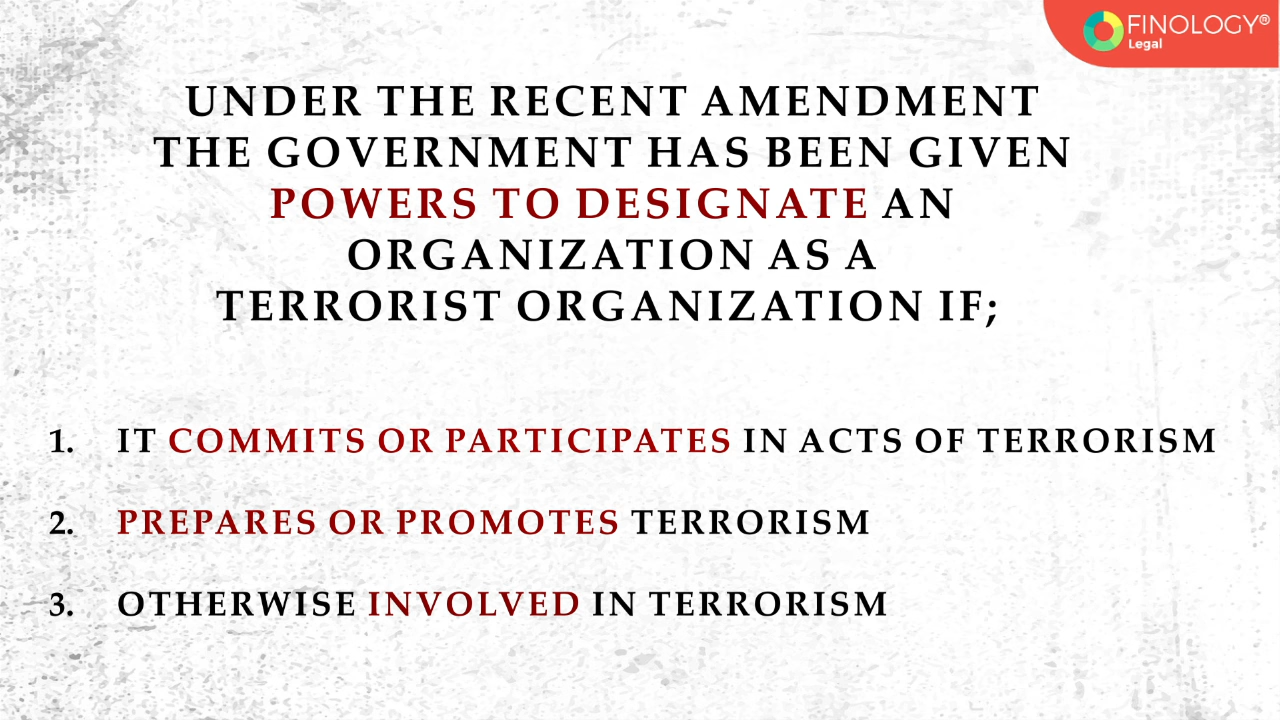 FINOLOGY®
Legal
UNDER THE RECENT AMENDMENT
THE GOVERNMENT HAS BEEN GIVEN
POWERS TO DESIGNATE AN
ORGANIZATION AS A
TERRORIST ORGANIZATION IF;
1. IT COMMITS OR PARTICIPATES IN ACTS OF TERRORISM
2. PREPARES OR PROMOTES TERRORISM
3. OTHERWISE INVOLVED IN TERRORISM